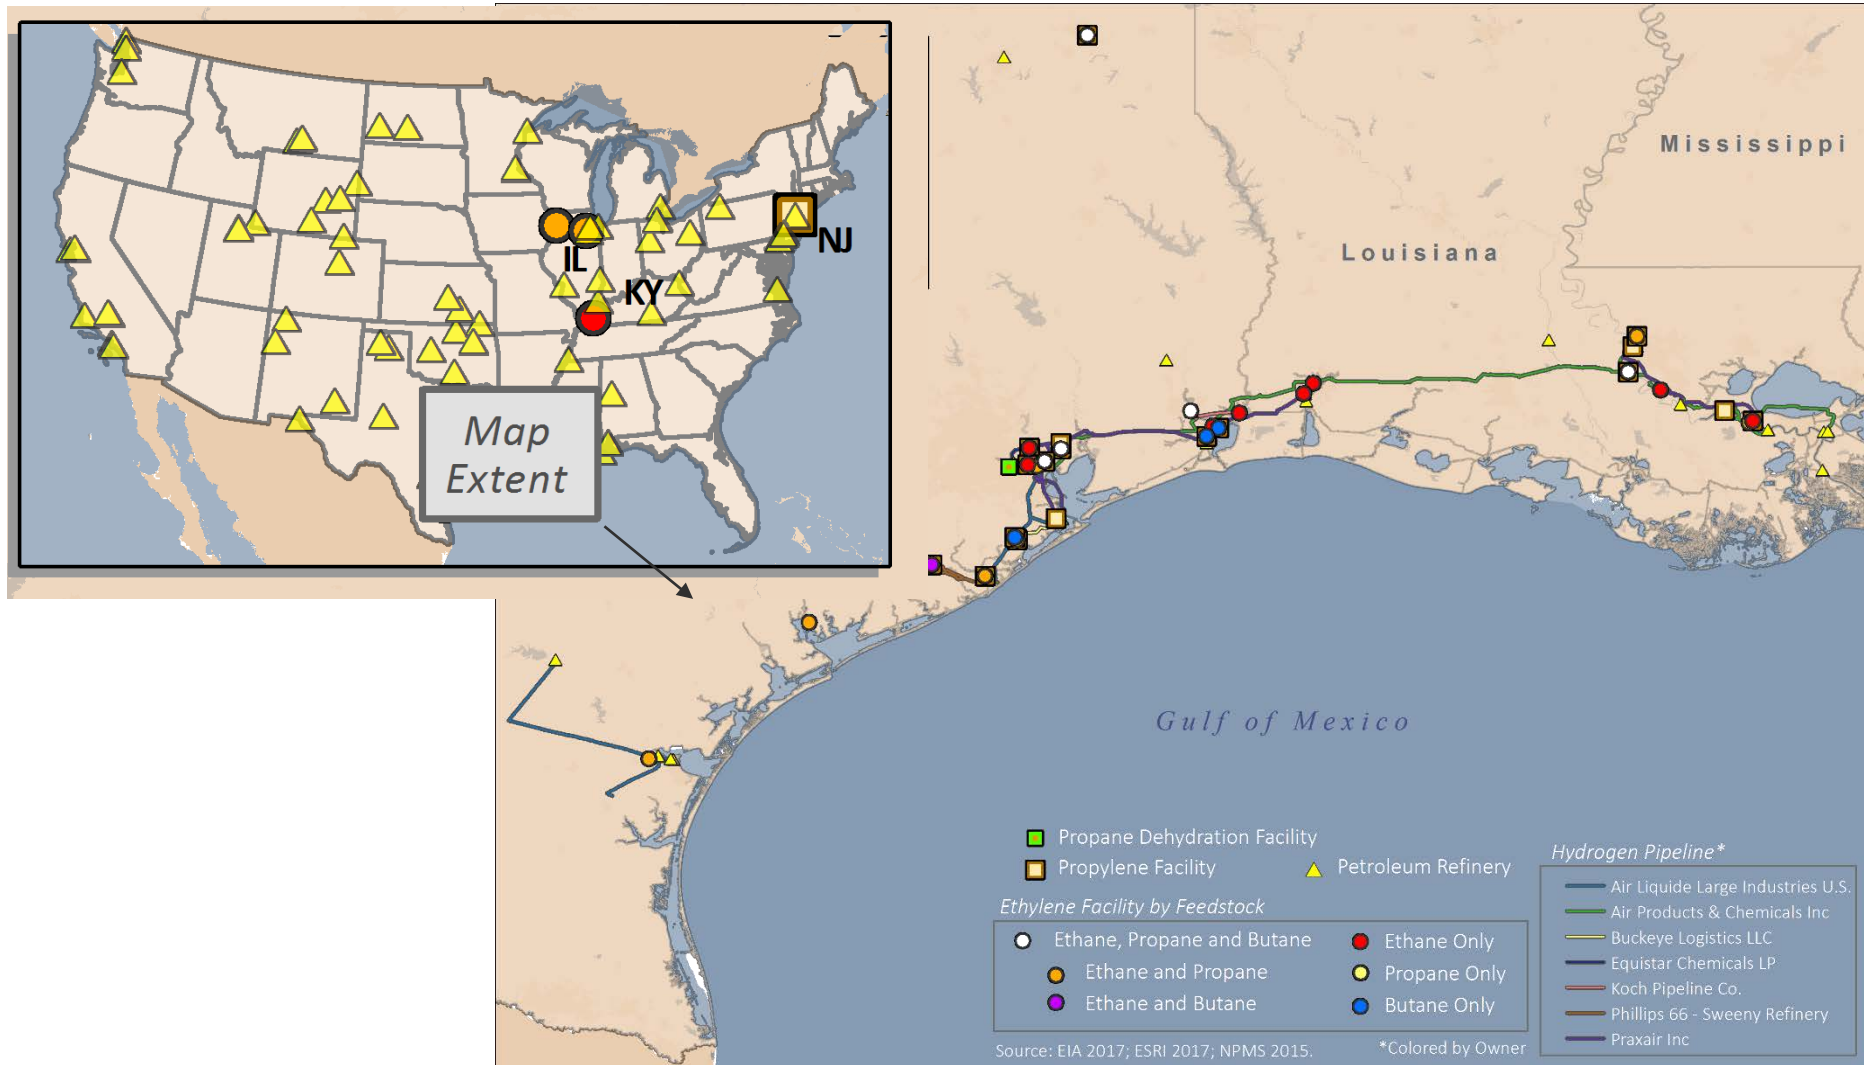 IL
KY
NJ
Map
Extent
Mississippi
Louisiana
Gulf of Mexico
Propane Dehydration Facility
Propylene Facility
Petroleum Refinery
Ethylene Facility by Feedstock
Ethane, Propane and Butane
Ethane Only
Ethane and Propane
Propane Only
Ethane and Butane
Butane Only
Hydrogen Pipeline*
Air Liquide Large Industries U.S.
Air Products & Chemicals Inc
Buckeye Logistics LLC
Equistar Chemicals LP
Koch Pipeline Co.
Phillips 66 - Sweeny Refinery
Praxair Inc
Source: EIA 2017; ESRI 2017; NPMS 2015.
*Colored by Owner